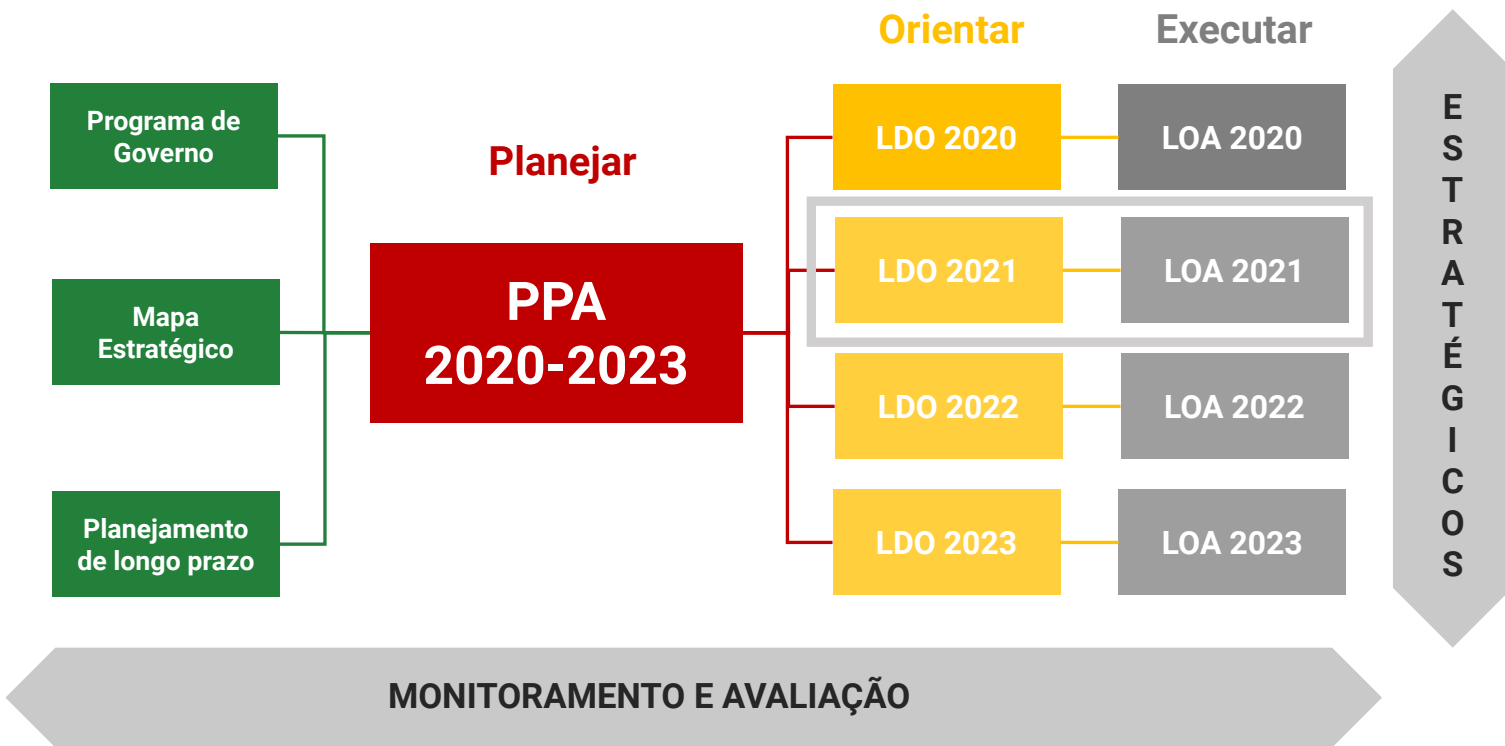 Orientar
Executar
Programa de
Governo
Planejar
LDO 2020
LOA 2020
Mapa
Estratégico
PPA
2020-2023
LDO 2021
LOA 2021
LDO 2022
LOA 2022
Planejamento
de longo prazo
LDO 2023
LOA 2023
E
S
T
R
A
T
É
G
I
C
O
S
MONITORAMENTO E AVALIAÇÃO